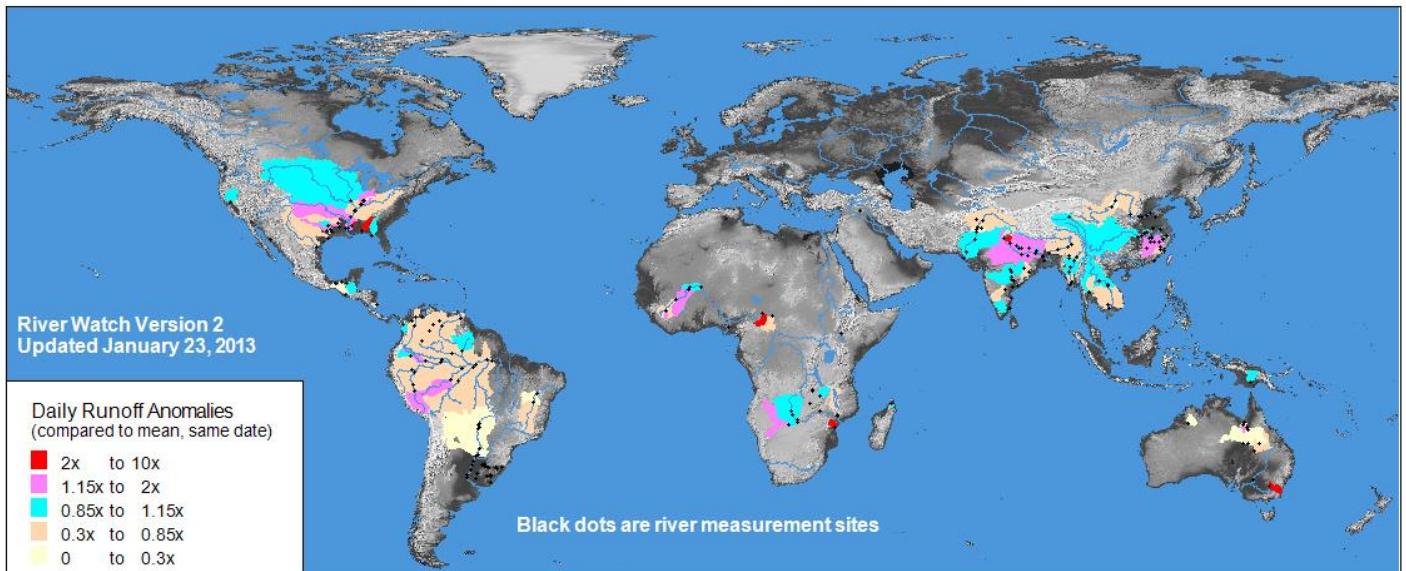 River Watch Version 2
Updated January 23, 2013
Daily Runoff Anomalies
(compared to mean, same date)
2x to 10x
1.15x to 2x
0.85x to 1.15x
0.3x to 0.85x
0 to 0.3x
Black dots are river measurement sites